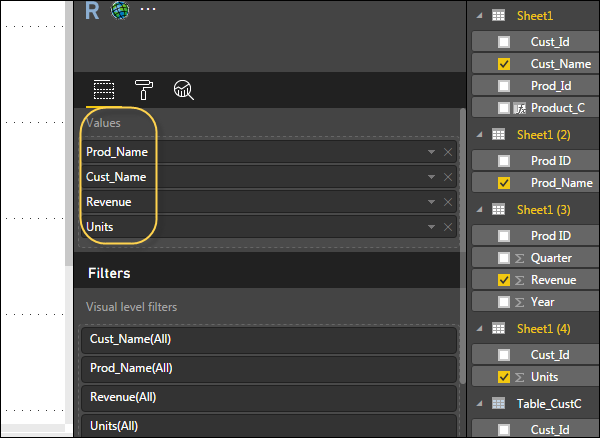 R ...
Values
Prod_Name
Cust_Name
Revenue
Units
Filters
Visual level filters
Cust_Name(All)
Prod_Name(All)
Revenue(All)
Units(All)
Sheet1
Cust_Id
Cust_Name
Prod_Id
Product_C
Sheet1 (2)
Prod ID
Prod_Name
Sheet1 (3)
Prod ID
Σ Quarter
Σ Revenue
Σ Year
Sheet1 (4)
Cust_Id
Σ Units
Table_CustC
Cust_Id